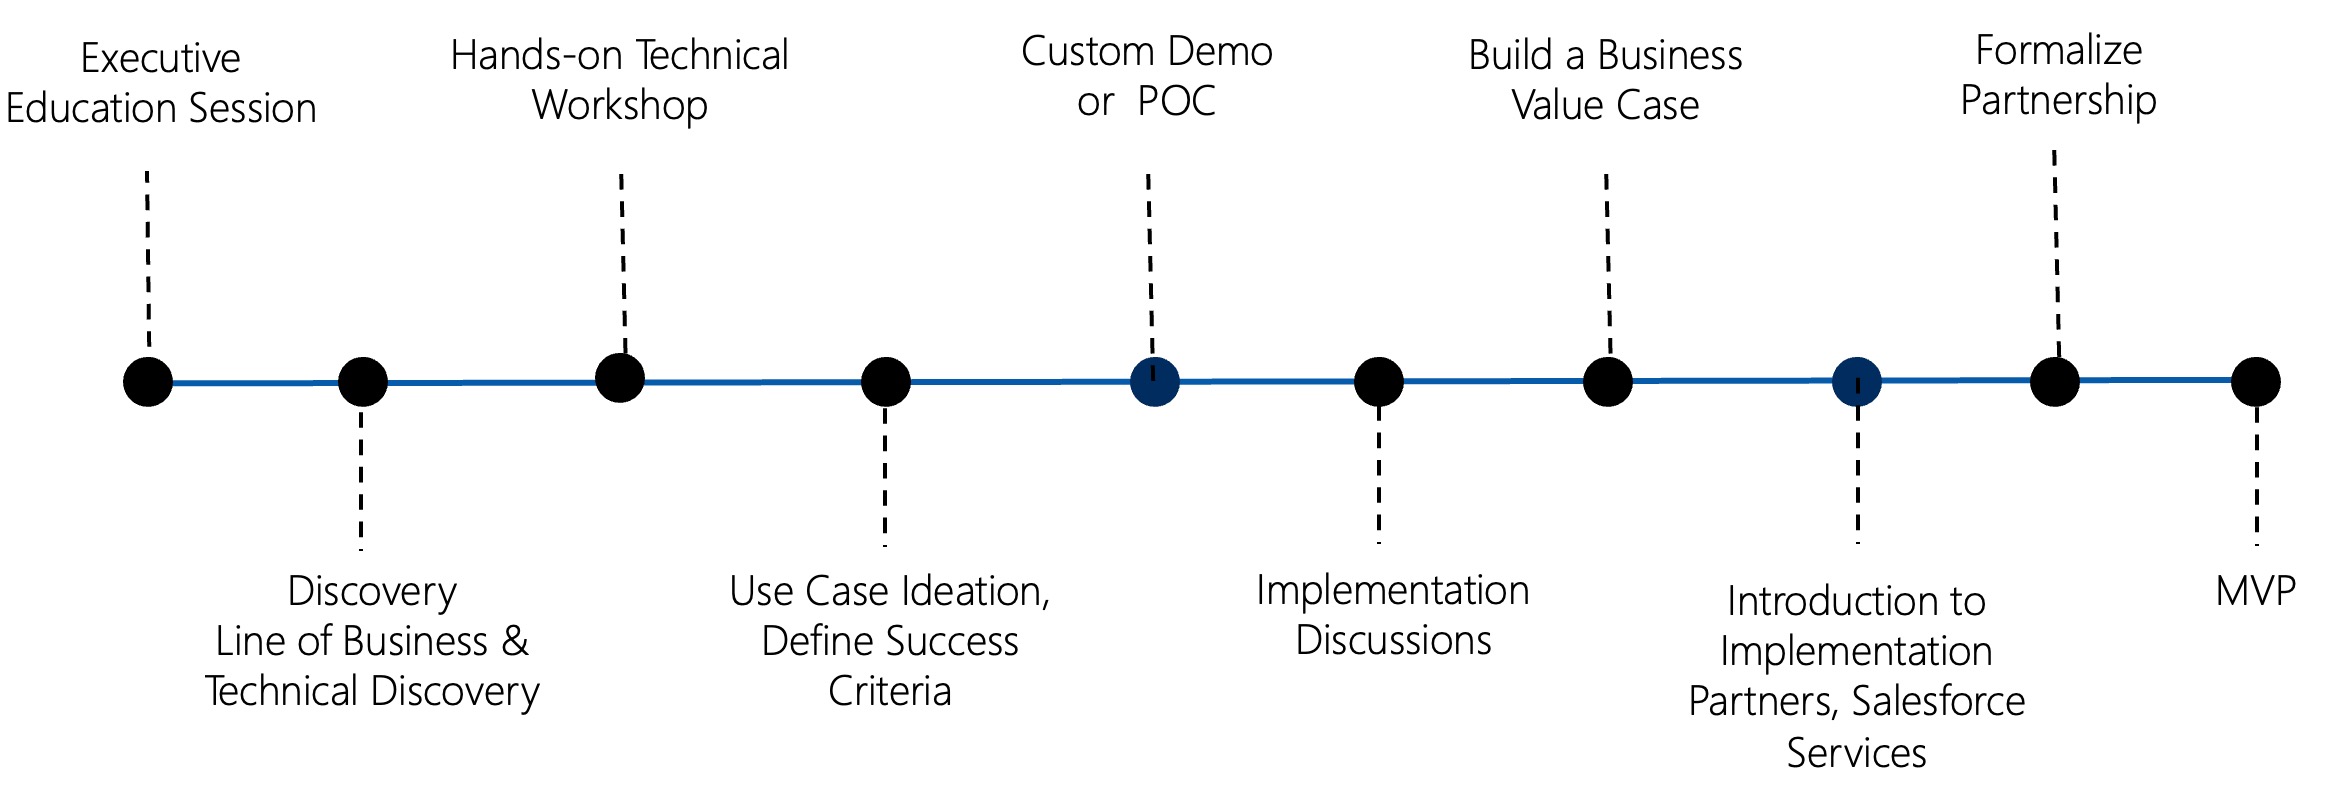 Executive
Education Session
Hands-on Technical
Workshop
Custom Demo
or  POC
Build a Business
Value Case
Formalize
Partnership
Discovery
Line of Business &
Technical Discovery
Use Case Ideation,
Define Success
Criteria
Implementation
Discussions
Introduction to
Implementation
Partners, Salesforce
Services
MVP